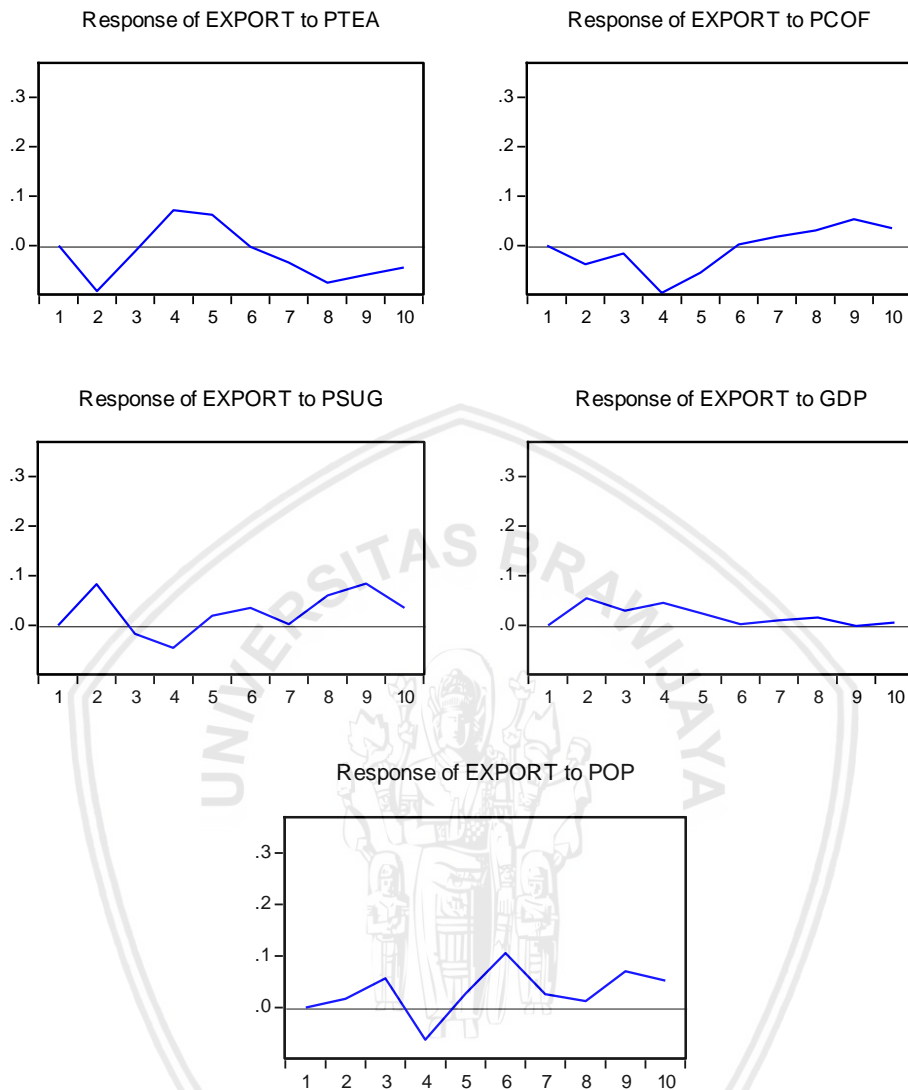 Response of EXPORT to PTEA
.3
.2
.1
.0
1 2 3 4 5 6 7 8 9 10
Response of EXPORT to PCOF
.3
.2
.1
.0
1 2 3 4 5 6 7 8 9 10
Response of EXPORT to PSUG
.3
.2
.1
.0
1 2 3 4 5 6 7 8 9 10
Response of EXPORT to GDP
.3
.2
.1
.0
1 2 3 4 5 6 7 8 9 10
Response of EXPORT to POP
.3
.2
.1
.0
1 2 3 4 5 6 7 8 9 10
UNIVERSITAS BRAWIJAYA